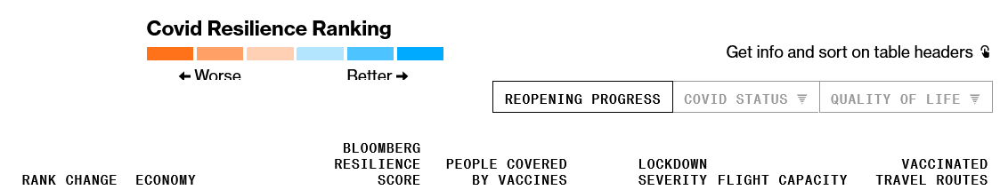 Covid Resilience Ranking
Get info and sort on table headers
Worse Better
REOPENING PROGRESS COVID STATUS QUALITY OF LIFE
BLOOMBERG
RESILIENCE PEOPLE COVERED LOCKDOWN VACCINATED
RANK CHANGE ECONOMY SCORE BY VACCINES SEVERITY FLIGHT CAPACITY TRAVEL ROUTES